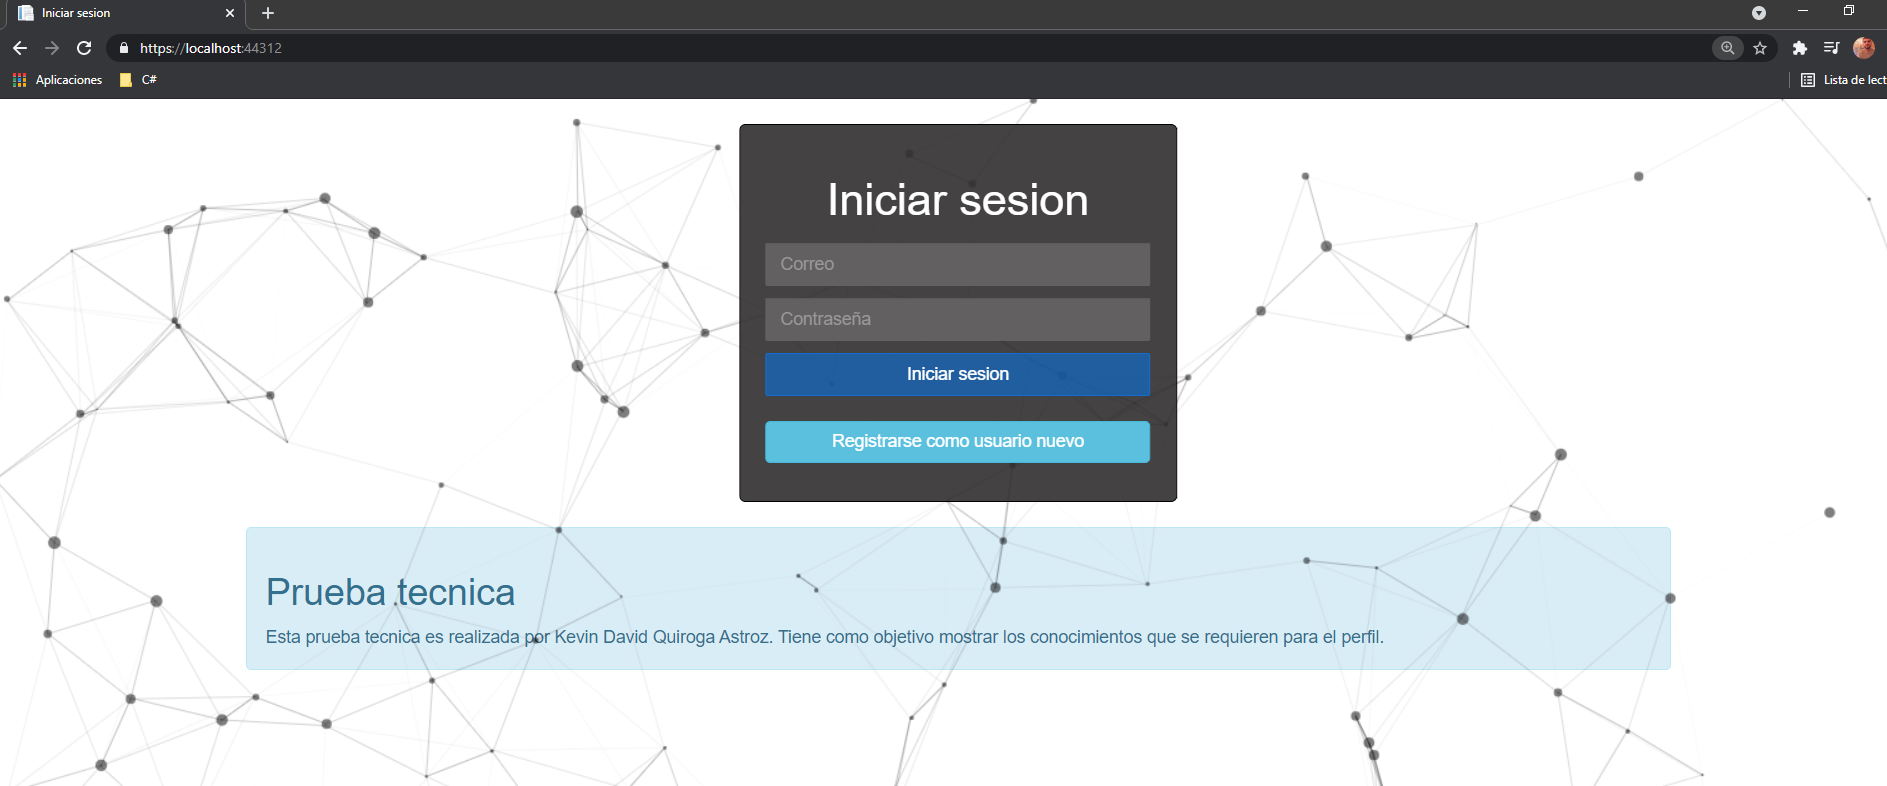 Iniciar sesion
https://localhost:44312
Aplicaciones
C#
Lista de lect
Iniciar sesion
Correo
Contraseña
Iniciar sesion
Registrarse como usuario nuevo
Prueba tecnica
Esta prueba tecnica es realizada por Kevin David Quiroga Astroz. Tiene como objetivo mostrar los conocimientos que se requieren para el perfil.